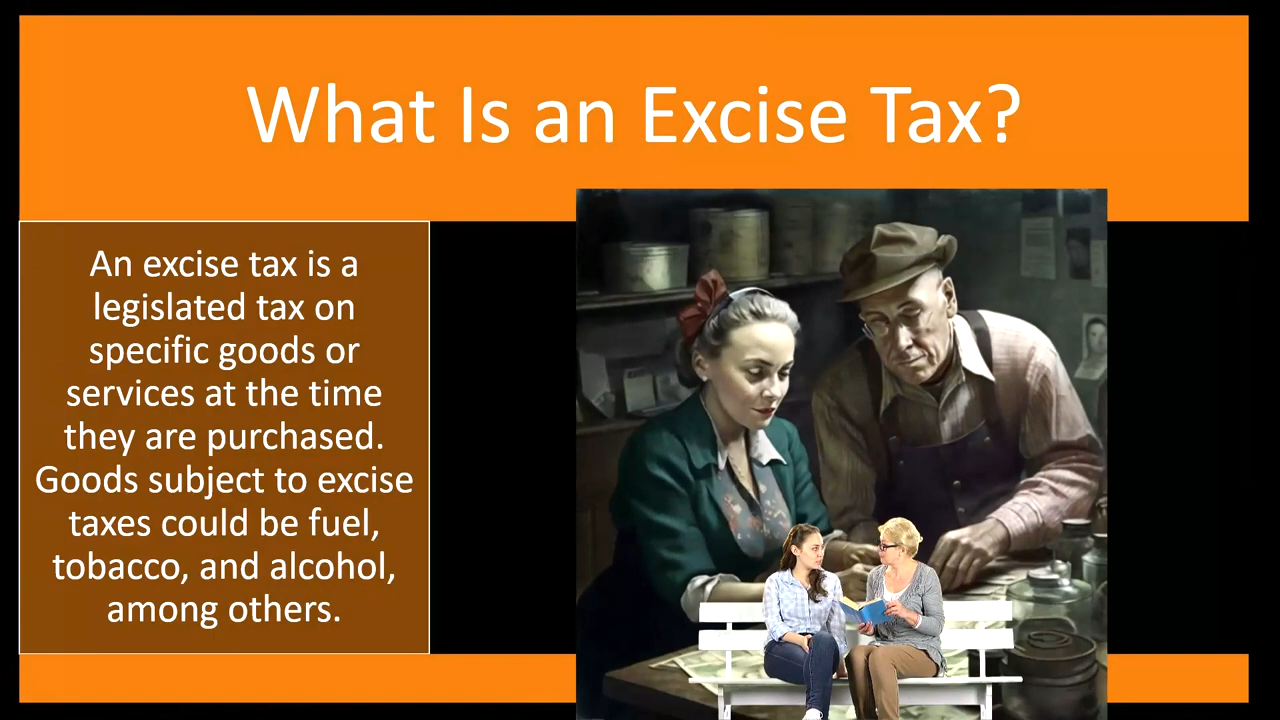 What Is an Excise Tax?
An excise tax is a
legislated tax on
specific goods or
services at the time
they are purchased.
Goods subject to excise
taxes could be fuel,
tobacco, and alcohol,
among others.